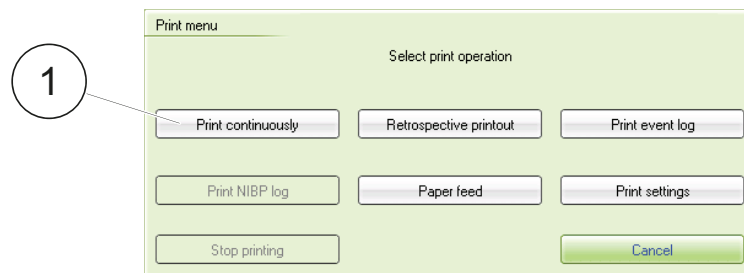 Print menu
Select print operation
1
Print continuously Retrospective printout Print event log
Print NIBP log Paper feed Print settings
Stop printing Cancel